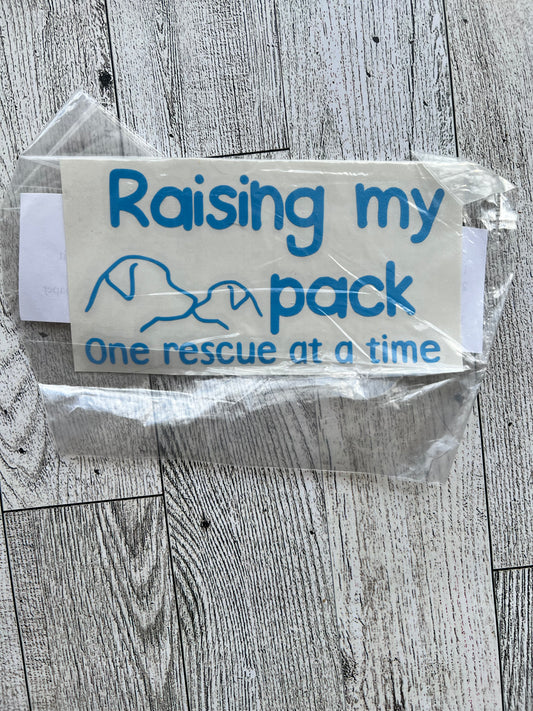 Raising my
pack
One rescue at a time